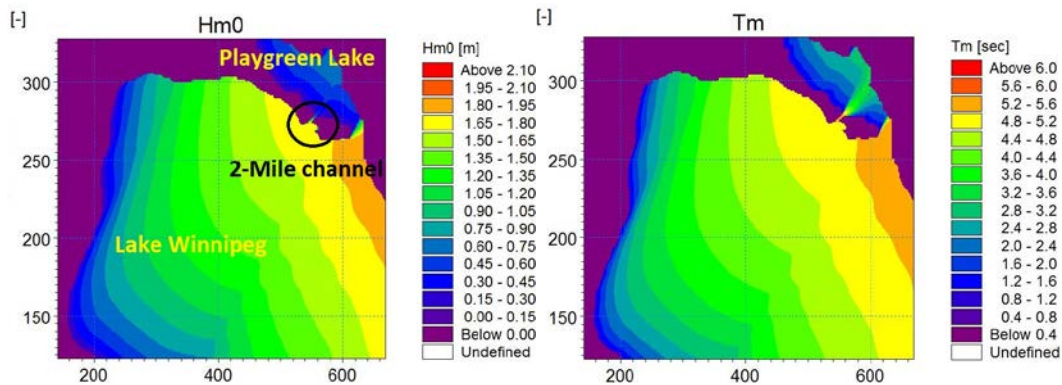 [-]
Hm0
Playgreen Lake
300
250
200
150
200
400
600
2-Mile channel
Lake Winnipeg
Hm0 [m]
Above 2.10
1.95 - 2.10
1.80 - 1.95
1.65 - 1.80
1.50 - 1.65
1.35 - 1.50
1.20 - 1.35
1.05 - 1.20
0.90 - 1.05
0.75 - 0.90
0.60 - 0.75
0.45 - 0.60
0.30 - 0.45
0.15 - 0.30
0.00 - 0.15
Below 0.00
Undefined
[-]
Tm
300
250
200
150
200
400
600
Tm [sec]
Above 6.0
5.6 - 6.0
5.2 - 5.6
4.8 - 5.2
4.4 - 4.8
4.0 - 4.4
3.6 - 4.0
3.2 - 3.6
2.8 - 3.2
2.4 - 2.8
2.0 - 2.4
1.6 - 2.0
1.2 - 1.6
0.8 - 1.2
0.4 - 0.8
Below 0.4
Undefined